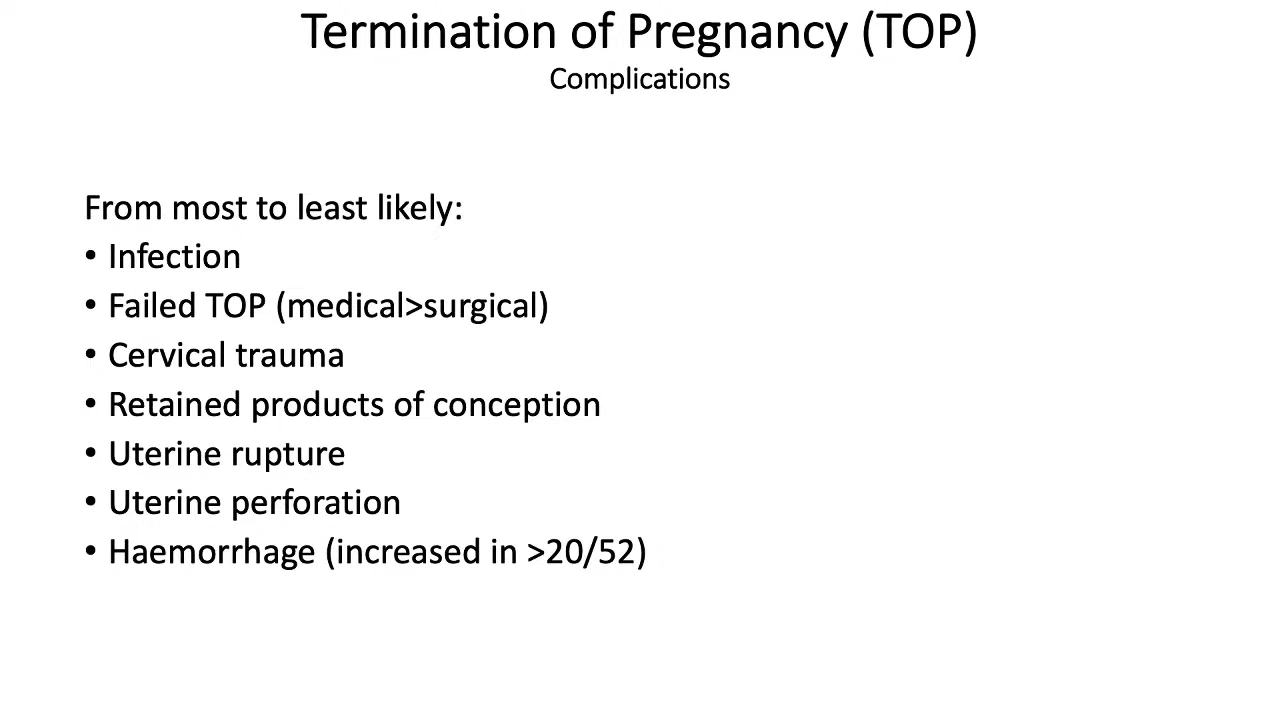 Termination of Pregnancy (TOP)
Complications
From most to least likely:
• Infection
• Failed TOP (medical>surgical)
• Cervical trauma
• Retained products of conception
• Uterine rupture
• Uterine perforation
• Haemorrhage (increased in >20/52)